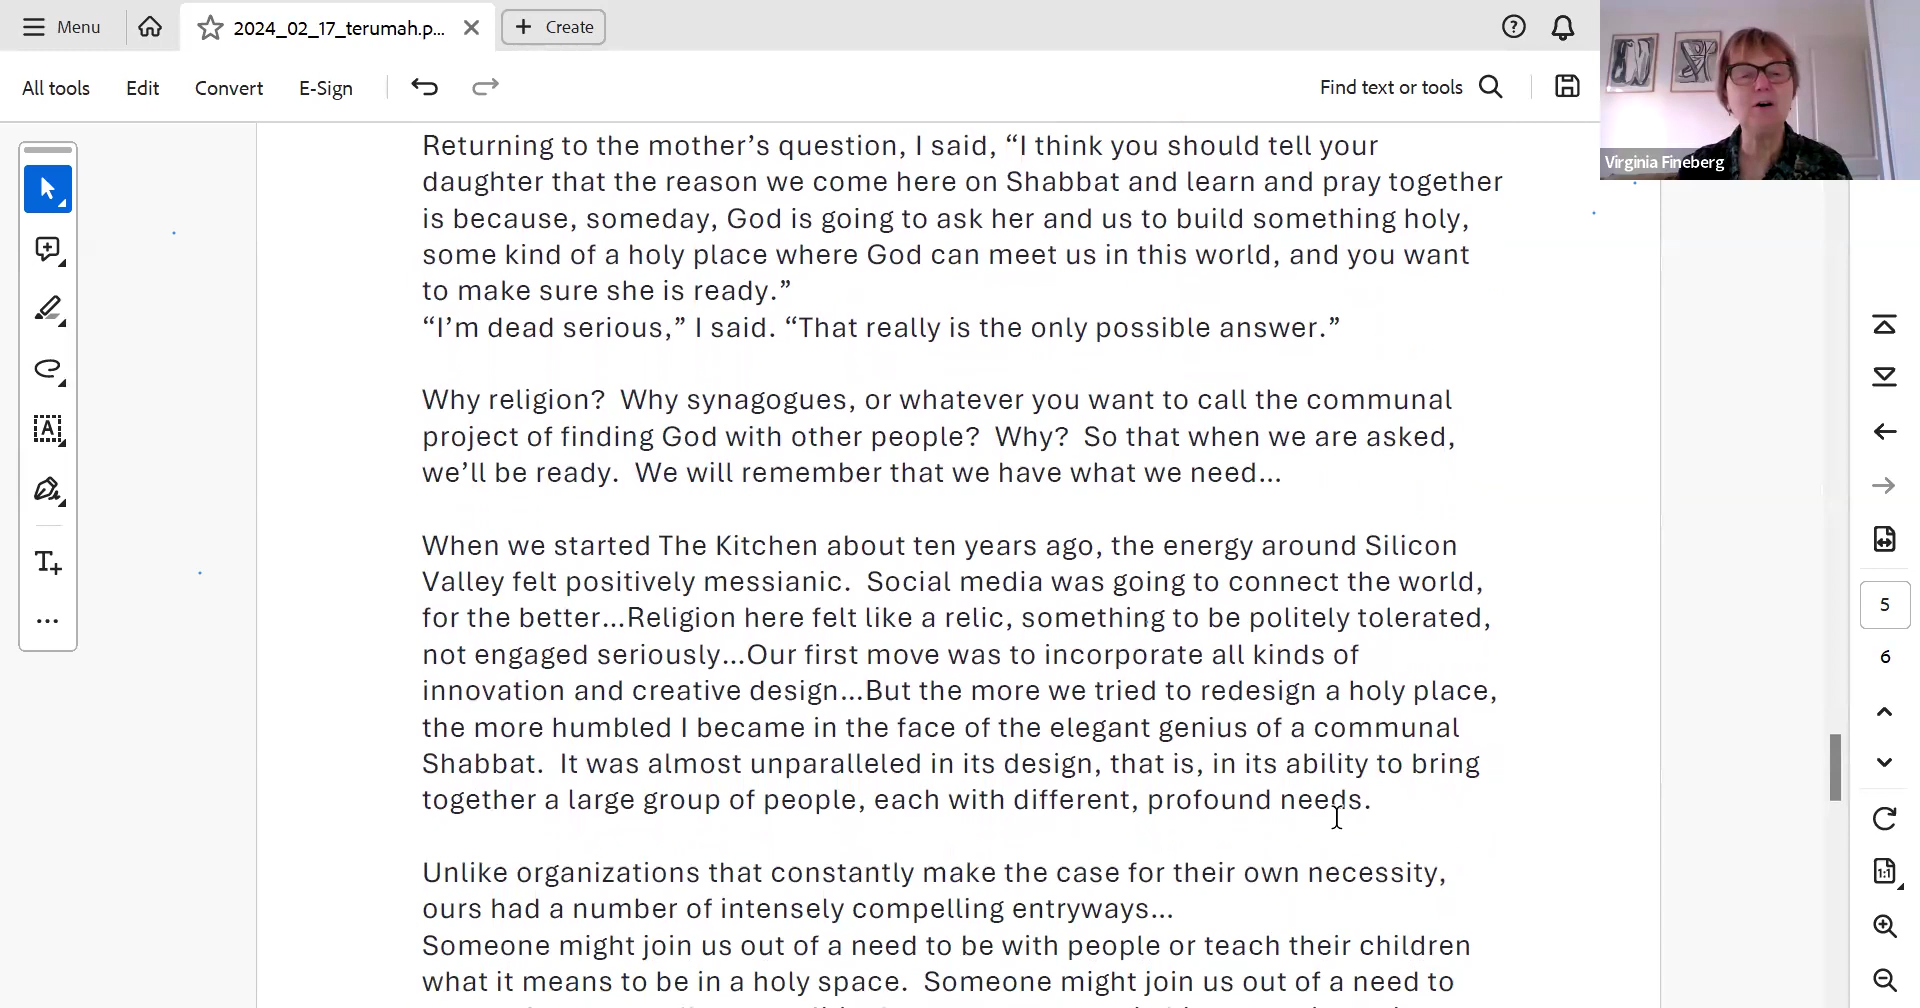 Menu
2024_02_17_terumah.p...
Create
All tools
Edit
Convert
E-Sign
Find text or tools
Virginia Fineberg
Returning to the mother’s question, I said, “I think you should tell your
daughter that the reason we come here on Shabbat and learn and pray together
is because, someday, God is going to ask her and us to build something holy,
some kind of a holy place where God can meet us in this world, and you want
to make sure she is ready.”
“I’m dead serious,” I said. “That really is the only possible answer.”
Why religion?  Why synagogues, or whatever you want to call the communal
project of finding God with other people?  Why?  So that when we are asked,
we’ll be ready.  We will remember that we have what we need...
When we started The Kitchen about ten years ago, the energy around Silicon
Valley felt positively messianic.  Social media was going to connect the world,
for the better...Religion here felt like a relic, something to be politely tolerated,
not engaged seriously...Our first move was to incorporate all kinds of
innovation and creative design...But the more we tried to redesign a holy place,
the more humbled I became in the face of the elegant genius of a communal
Shabbat.  It was almost unparalleled in its design, that is, in its ability to bring
together a large group of people, each with different, profound needs.
Unlike organizations that constantly make the case for their own necessity,
ours had a number of intensely compelling entryways...
Someone might join us out of a need to be with people or teach their children
what it means to be in a holy space.  Someone might join us out of a need to
5
6
1:1